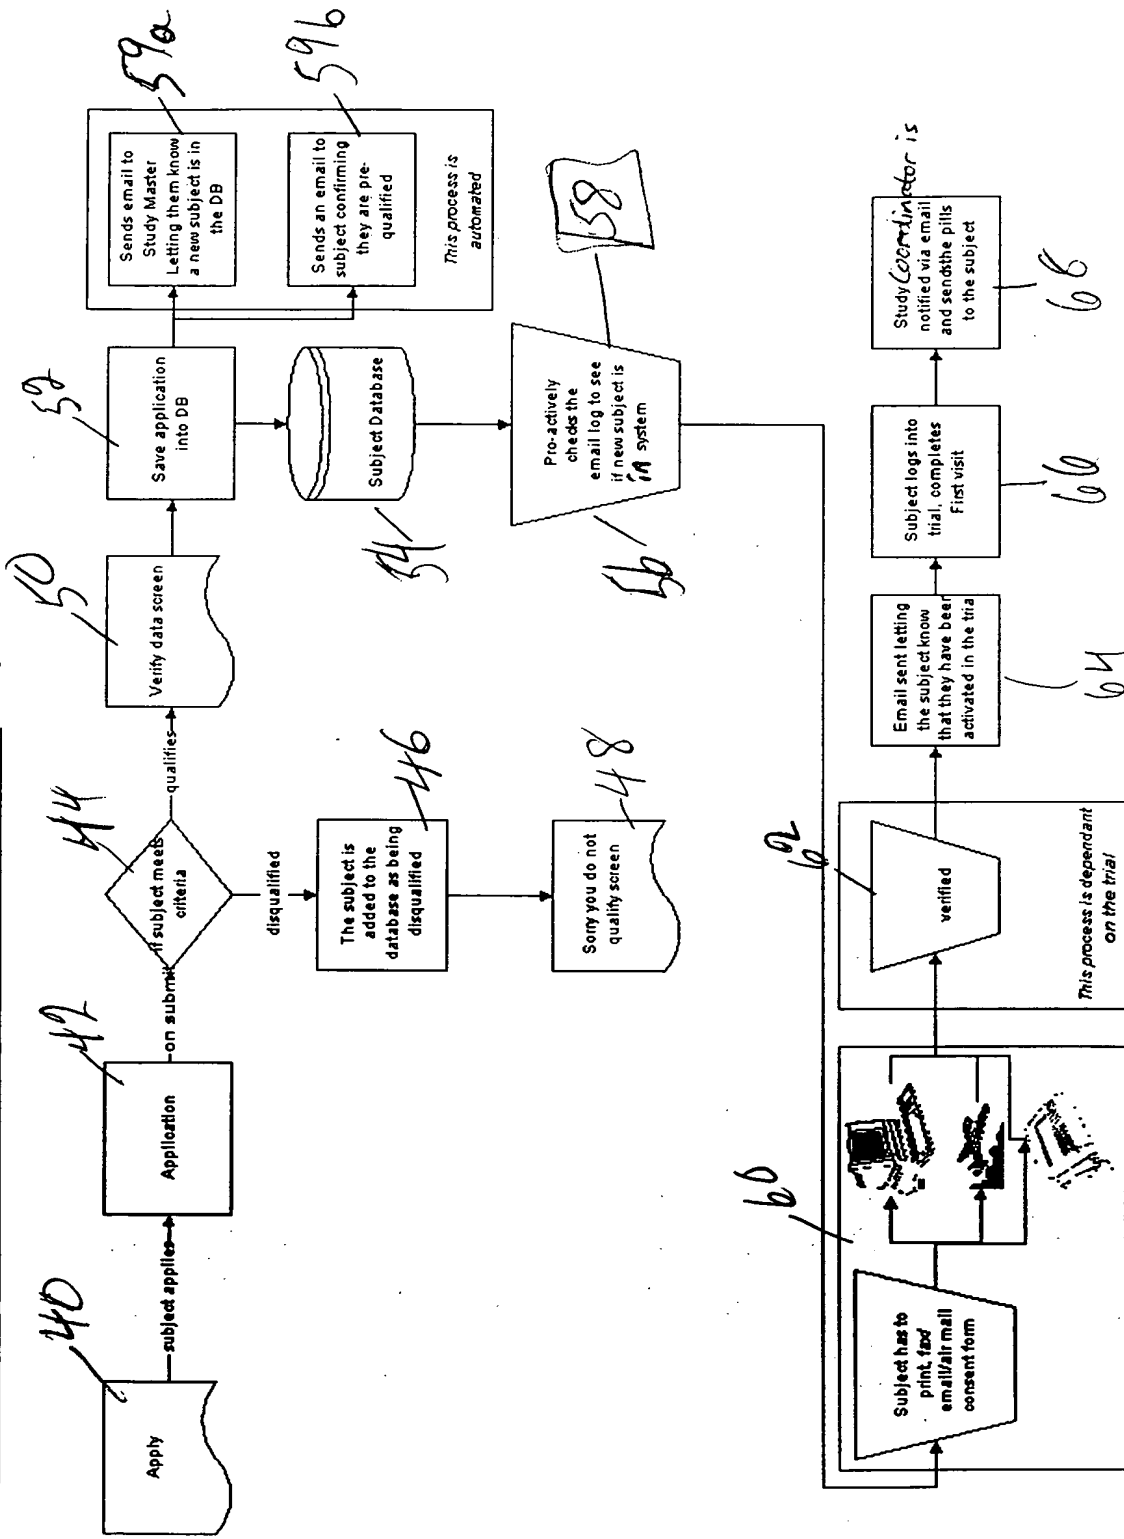 40
Apply
subject applies
42
Application
on submit
44
If subject meets
criteria
qualifies
disqualified
46
The subject is
added to the
database as being
disqualified
48
Sorry you do not
qualify screen
50
Verify data screen
52
Save application
into DB
54
Subject Database
59a
Sends email to
Study Master
Letting them know
a new subject is in
the DB
59b
Sends an email to
subject confirming
they are pre-
qualified
This process is
automated
56
Pro-actively
checks the
email log to see
if new subject is
in system
58
60
Subject has to
print, fax/
email/air mail
consent form
62
verified
This process is dependant
on the trial
64
Email sent letting
the subject know
that they have been
activated in the tria
66
Subject logs into
trial, completes
First visit
68
Study Coordinator is
notified via email
and sendsthe pills
to the subject